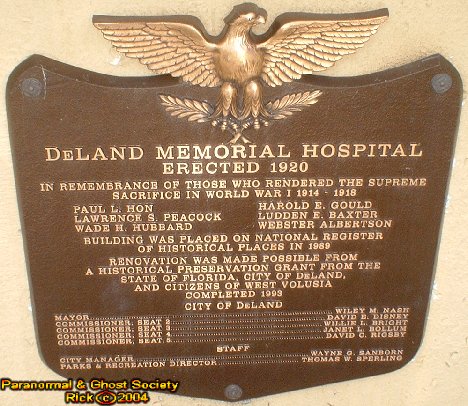 DELAND MEMORIAL HOSPITAL
ERECTED 1920
IN REMEMBRANCE OF THOSE WHO RENDERED THE SUPREME
SACRIFICE IN WORLD WAR I 1914 - 1918
PAUL L. HON HAROLD E. GOULD
LAWRENCE S. PEACOCK LUDDEN E. BAXTER
WADE H. HUBBARD WEBSTER ALBERTSON
BUILDING WAS PLACED ON NATIONAL REGISTER
OF HISTORICAL PLACES IN 1989
RENOVATION WAS MADE POSSIBLE FROM
A HISTORICAL PRESERVATION GRANT FROM THE
STATE OF FLORIDA, CITY OF DELAND,
AND CITIZENS OF WEST VOLUSIA
COMPLETED 1993
CITY OF DELAND
MAYOR WILEY M. NASH
COMMISSIONER, SEAT DAVID E. DISNEY
COMMISSIONER, SEAT WILLIE L. BRIGHT
COMMISSIONER, SEAT JANET L. BOLLUM
COMMISSIONER, SEAT 5 DAVID C. RIGSBY
STAFF
CITY MANAGER WAYNE G. SANBORN
PARKS & RECREATION DIRECTOR THOMAS W. SPERLING
Paranormal & Ghost Society
Rick © 2004